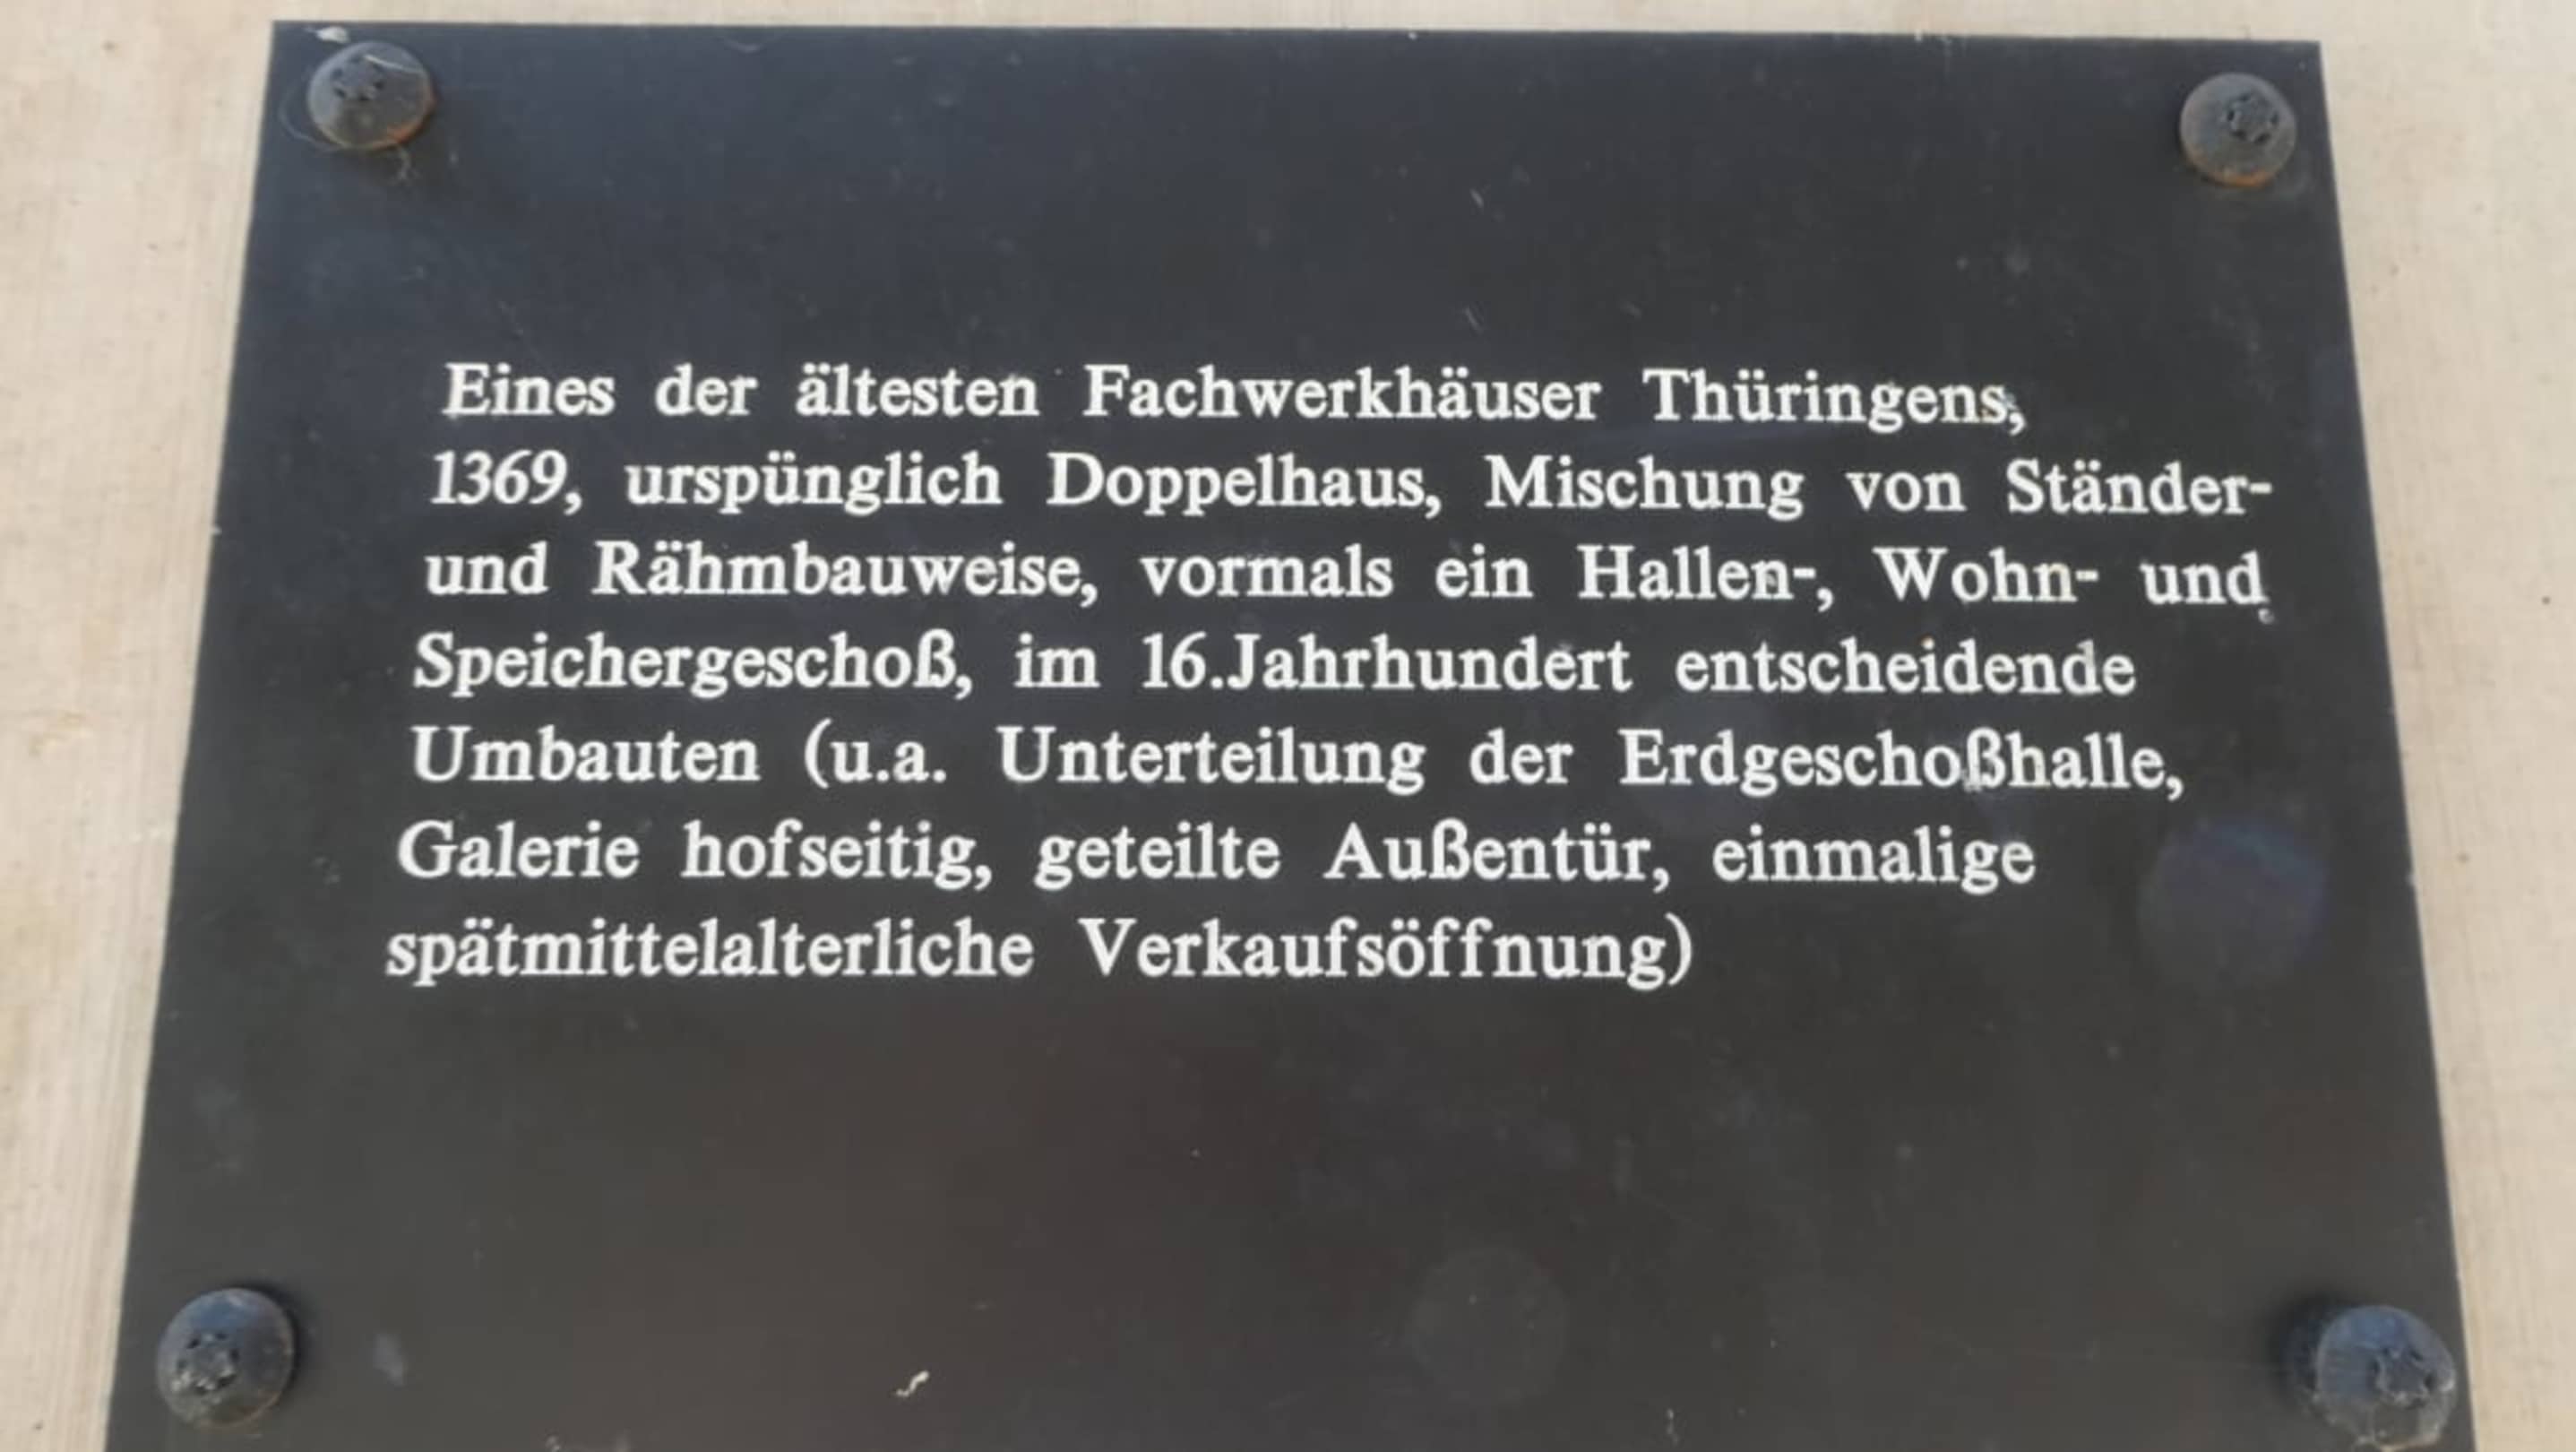 Eines der ältesten Fachwerkhäuser Thüringens,
1369, urspünglich Doppelhaus, Mischung von Ständer-
und Rähmbauweise, vormals ein Hallen-, Wohn- und
Speichergeschoß, im 16.Jahrhundert entscheidende
Umbauten (u.a. Unterteilung der Erdgeschoßhalle,
Galerie hofseitig, geteilte Außentür, einmalige
spätmittelalterliche Verkaufsöffnung)